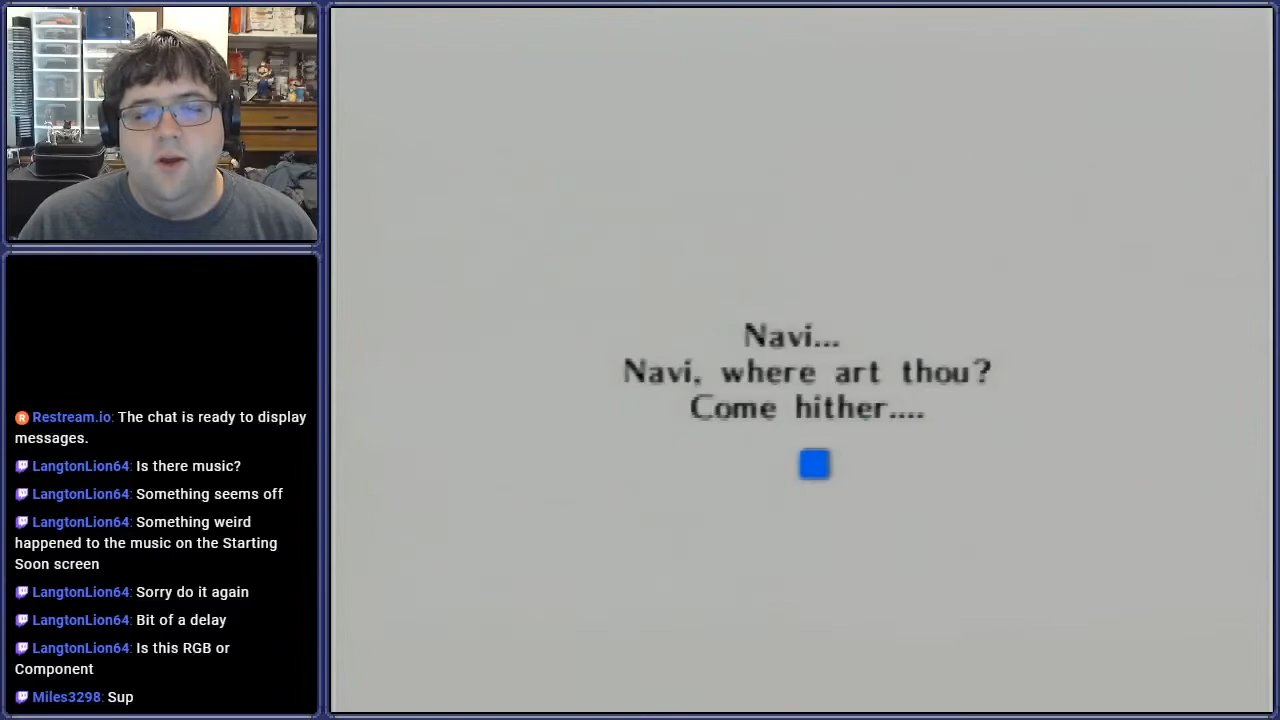 Navi...
Navi, where art thou?
Come hither....
Restream.io: The chat is ready to display
messages.
LangtonLion64: Is there music?
LangtonLion64: Something seems off
LangtonLion64: Something weird
happened to the music on the Starting
Soon screen
LangtonLion64: Sorry do it again
LangtonLion64: Bit of a delay
LangtonLion64: Is this RGB or
Component
Miles3298: Sup